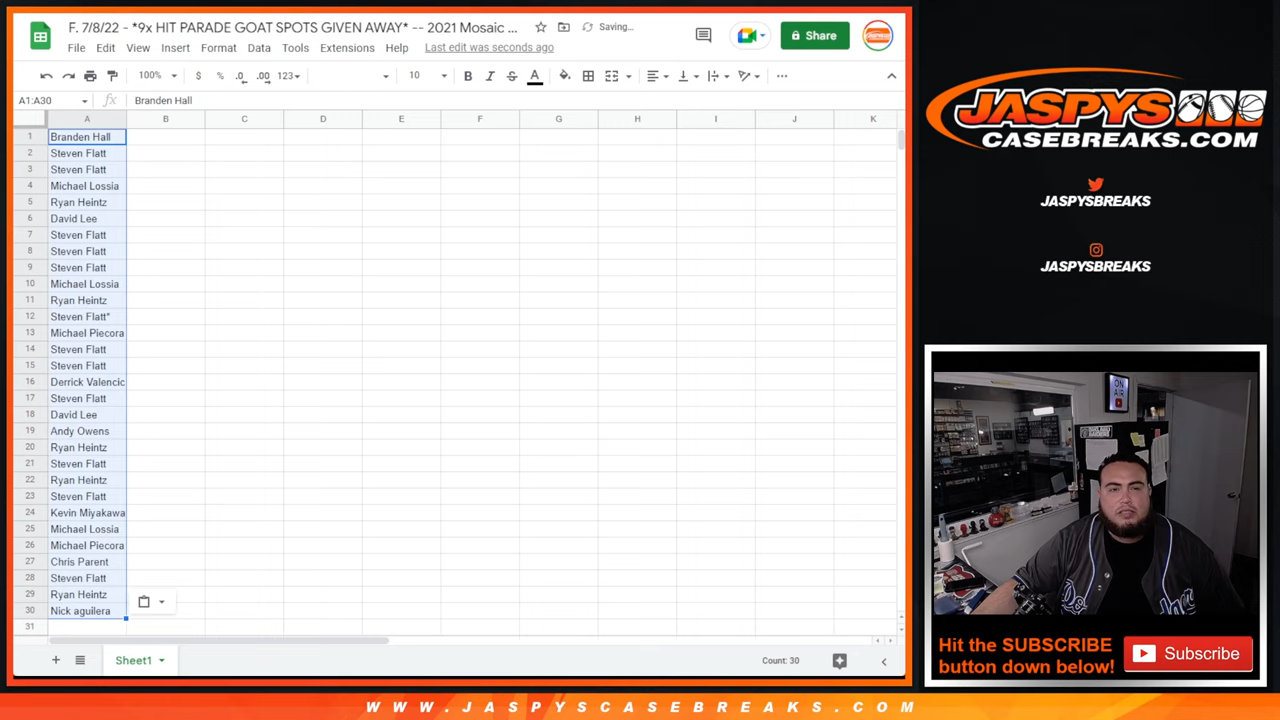 F. 7/8/22 - *9x HIT PARADE GOAT SPOTS GIVEN AWAY* -- 2021 Mosaic ...
Saving...
File Edit View Insert Format Data Tools Extensions Help Last edit was seconds ago
Share
100% $ % .0 .00 123 10 B I S A
A1:A30 fx Branden Hall
A B C D E F G H I J K
1 Branden Hall
2 Steven Flatt
3 Steven Flatt
4 Michael Lossia
5 Ryan Heintz
6 David Lee
7 Steven Flatt
8 Steven Flatt
9 Steven Flatt
10 Michael Lossia
11 Ryan Heintz
12 Steven Flatt*
13 Michael Piecora
14 Steven Flatt
15 Steven Flatt
16 Derrick Valencic
17 Steven Flatt
18 David Lee
19 Andy Owens
20 Ryan Heintz
21 Steven Flatt
22 Ryan Heintz
23 Steven Flatt
24 Kevin Miyakawa
25 Michael Lossia
26 Michael Piecora
27 Chris Parent
28 Steven Flatt
29 Ryan Heintz
30 Nick aguilera
31
Sheet1
Count: 30
JASPYS
CASEBREAKS.COM
JASPYSBREAKS
JASPYSBREAKS
ON
AIR
Hit the SUBSCRIBE
button down below!
Subscribe
WWW.JASPYSCASEBREAKS.COM